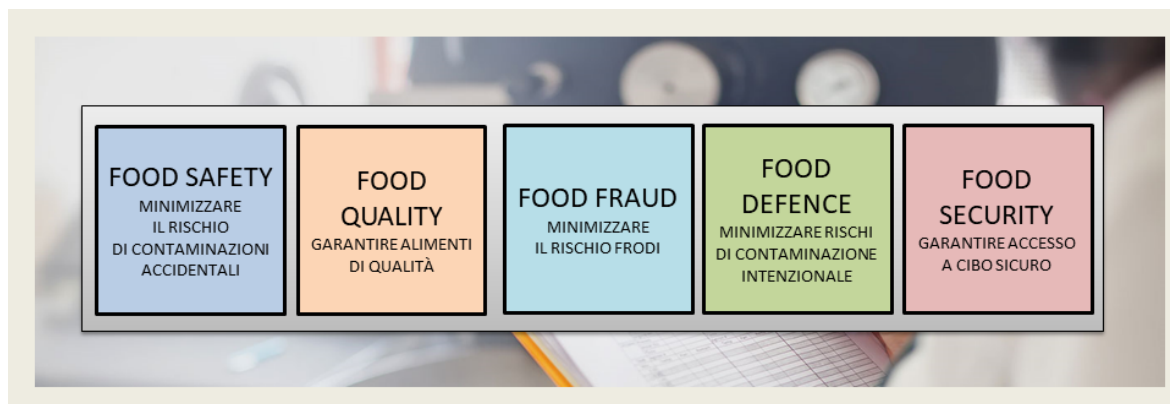 FOOD SAFETY
MINIMIZZARE
IL RISCHIO
DI CONTAMINAZIONI
ACCIDENTALI
FOOD
QUALITY
GARANTIRE ALIMENTI
DI QUALITÀ
FOOD FRAUD
MINIMIZZARE
IL RISCHIO FRODI
FOOD
DEFENCE
MINIMIZZARE RISCHI
DI CONTAMINAZIONE
INTENZIONALE
FOOD
SECURITY
GARANTIRE ACCESSO
A CIBO SICURO